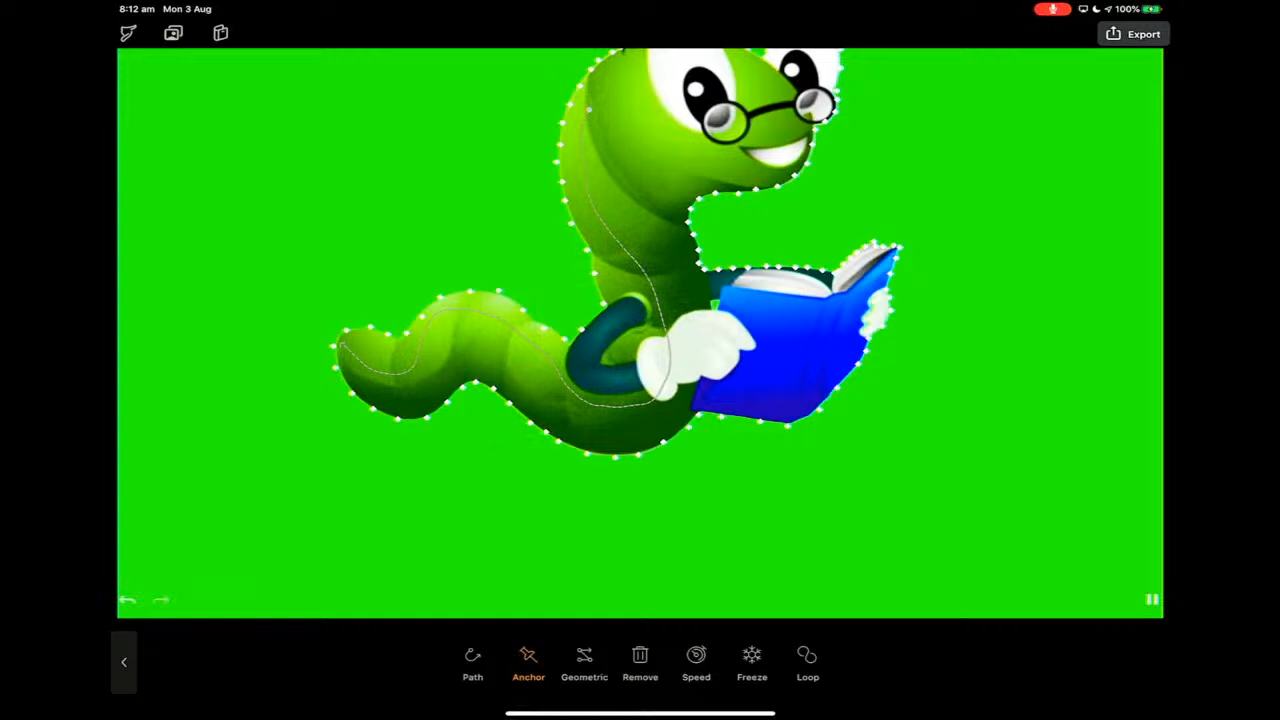 8:12 am Mon 3 Aug
100%
Export
Path
Anchor
Geometric
Remove
Speed
Freeze
Loop